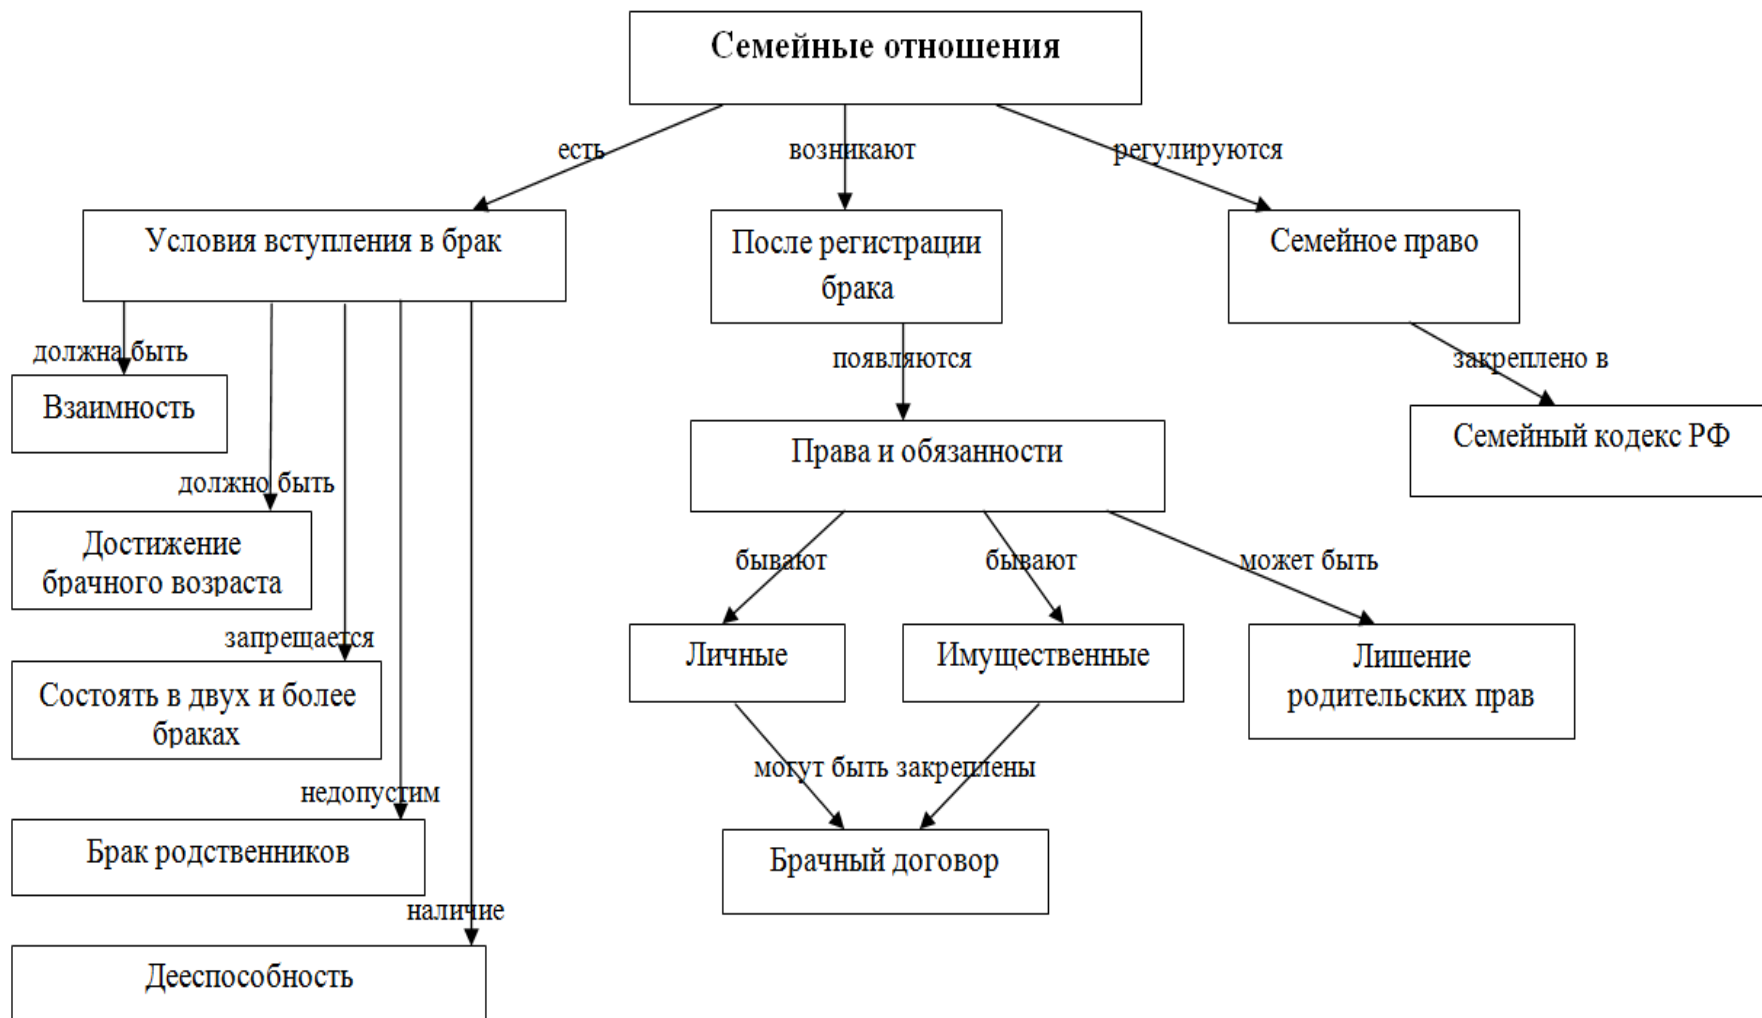 Семейные отношения
есть
возникают
регулируются
Условия вступления в брак
После регистрации
брака
Семейное право
должна быть
появляются
закреплено в
Взаимность
Семейный кодекс РФ
Права и обязанности
должно быть
Достижение
брачного возраста
бывают
бывают
может быть
запрещается
Личные
Имущественные
Лишение
родительских прав
Состоять в двух и более
браках
могут быть закреплены
недопустим
Брак родственников
Брачный договор
наличие
Дееспособность